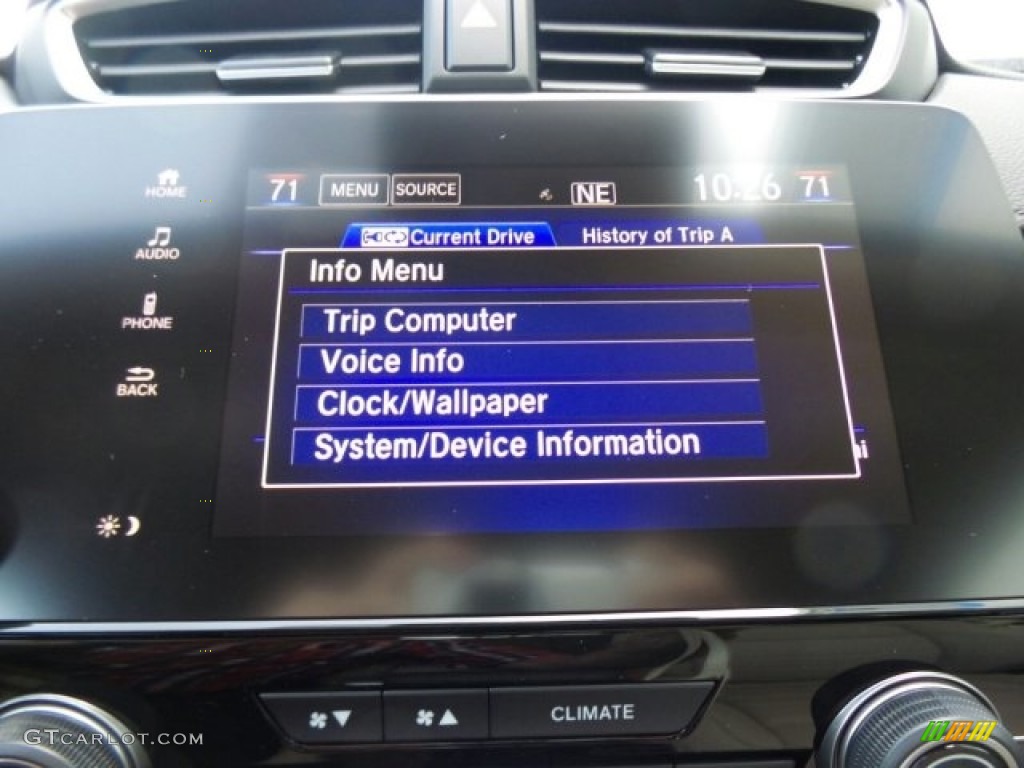 HOME
71 MENU SOURCE NE 10:26 71
AUDIO
Current Drive History of Trip A
Info Menu
Trip Computer
PHONE
Voice Info
BACK
Clock/Wallpaper
System/Device Information
mi
CLIMATE
GTCARLOT.COM